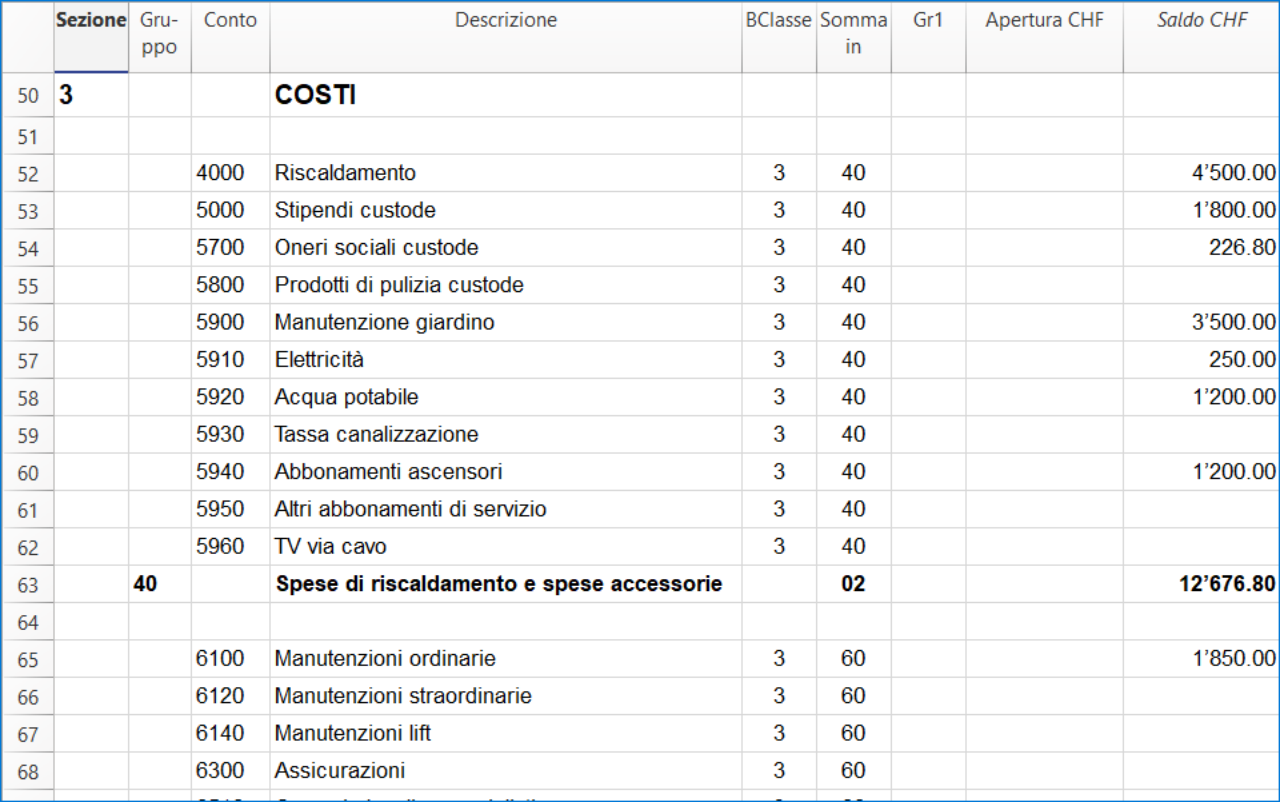 Sezione Gru-ppo Conto Descrizione BClasse Somma in Gr1 Apertura CHF Saldo CHF
50 3 COSTI
51
52 4000 Riscaldamento 3 40 4’500.00
53 5000 Stipendi custode 3 40 1’800.00
54 5700 Oneri sociali custode 3 40 226.80
55 5800 Prodotti di pulizia custode 3 40
56 5900 Manutenzione giardino 3 40 3’500.00
57 5910 Elettricità 3 40 250.00
58 5920 Acqua potabile 3 40 1’200.00
59 5930 Tassa canalizzazione 3 40
60 5940 Abbonamenti ascensori 3 40 1’200.00
61 5950 Altri abbonamenti di servizio 3 40
62 5960 TV via cavo 3 40
63 40 Spese di riscaldamento e spese accessorie 02 12’676.80
64
65 6100 Manutenzioni ordinarie 3 60 1’850.00
66 6120 Manutenzioni straordinarie 3 60
67 6140 Manutenzioni lift 3 60
68 6300 Assicurazioni 3 60